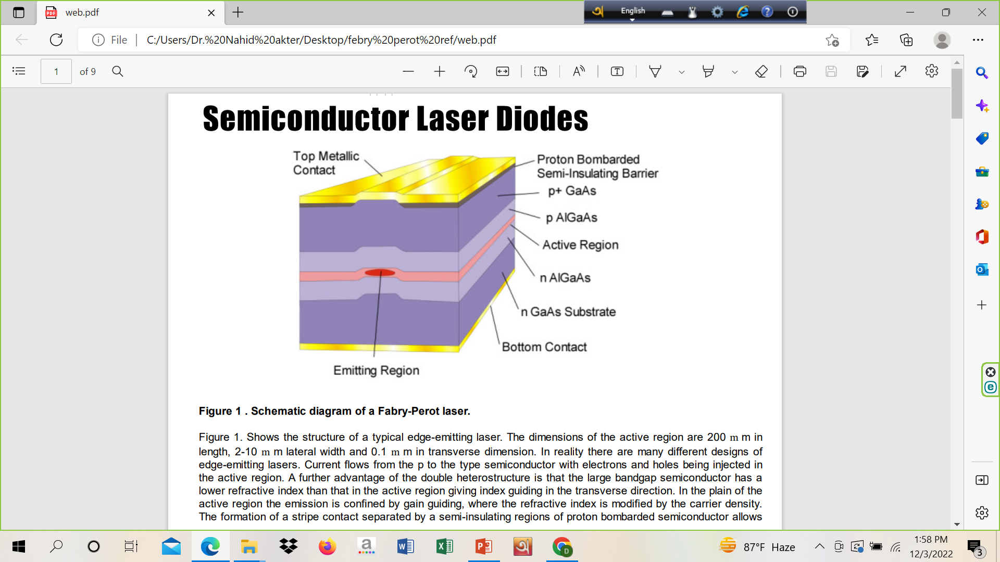 web.pdf
English
File
C:/Users/Dr.%20Nahid%20akter/Desktop/febry%20perot%20ref/web.pdf
1
of 9
Semiconductor Laser Diodes
Top Metallic
Contact
Proton Bombarded
Semi-Insulating Barrier
p+ GaAs
p AlGaAs
Active Region
n AlGaAs
n GaAs Substrate
Bottom Contact
Emitting Region
Figure 1 . Schematic diagram of a Fabry-Perot laser.
Figure 1. Shows the structure of a typical edge-emitting laser. The dimensions of the active region are 200 m m in
length, 2-10 m m lateral width and 0.1 m m in transverse dimension. In reality there are many different designs of
edge-emitting lasers. Current flows from the p to the type semiconductor with electrons and holes being injected in
the active region. A further advantage of the double heterostructure is that the large bandgap semiconductor has a
lower refractive index than that in the active region giving index guiding in the transverse direction. In the plain of the
active region the emission is confined by gain guiding, where the refractive index is modified by the carrier density.
The formation of a stripe contact separated by a semi-insulating regions of proton bombarded semiconductor allows
87°F Haze
1:58 PM
12/3/2022
3